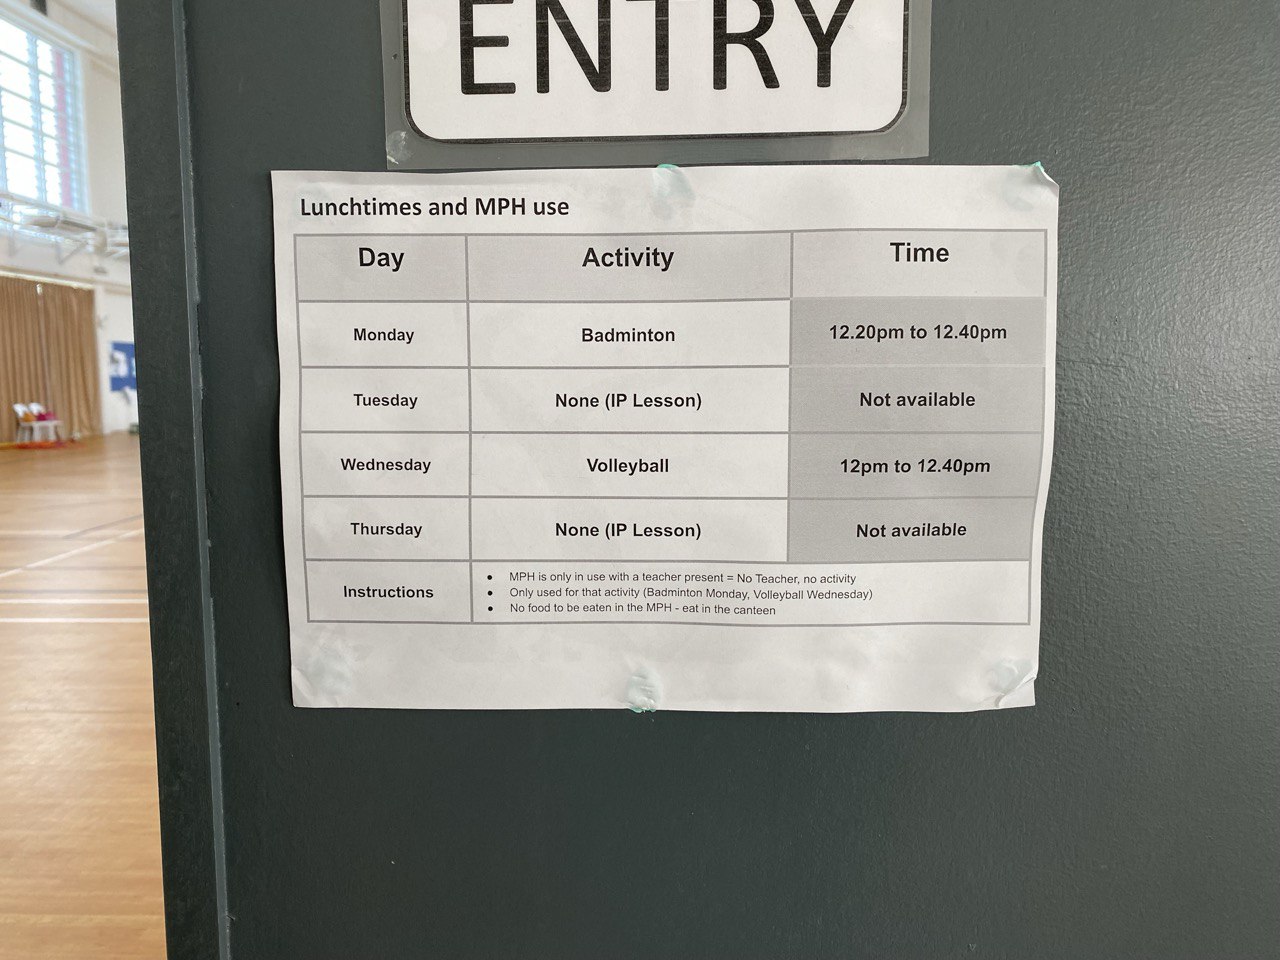 ENTRY
Lunchtimes and MPH use
Day Activity Time
Monday Badminton 12.20pm to 12.40pm
Tuesday None (IP Lesson) Not available
Wednesday Volleyball 12pm to 12.40pm
Thursday None (IP Lesson) Not available
Instructions
• MPH is only in use with a teacher present = No Teacher, no activity
• Only used for that activity (Badminton Monday, Volleyball Wednesday)
• No food to be eaten in the MPH - eat in the canteen